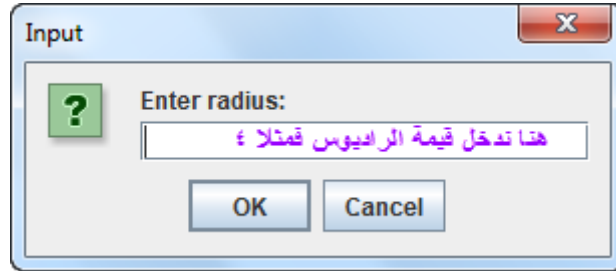 Input
Enter radius:
هنا تدخل قيمة الراديوس فمثلا ٤
OK
Cancel